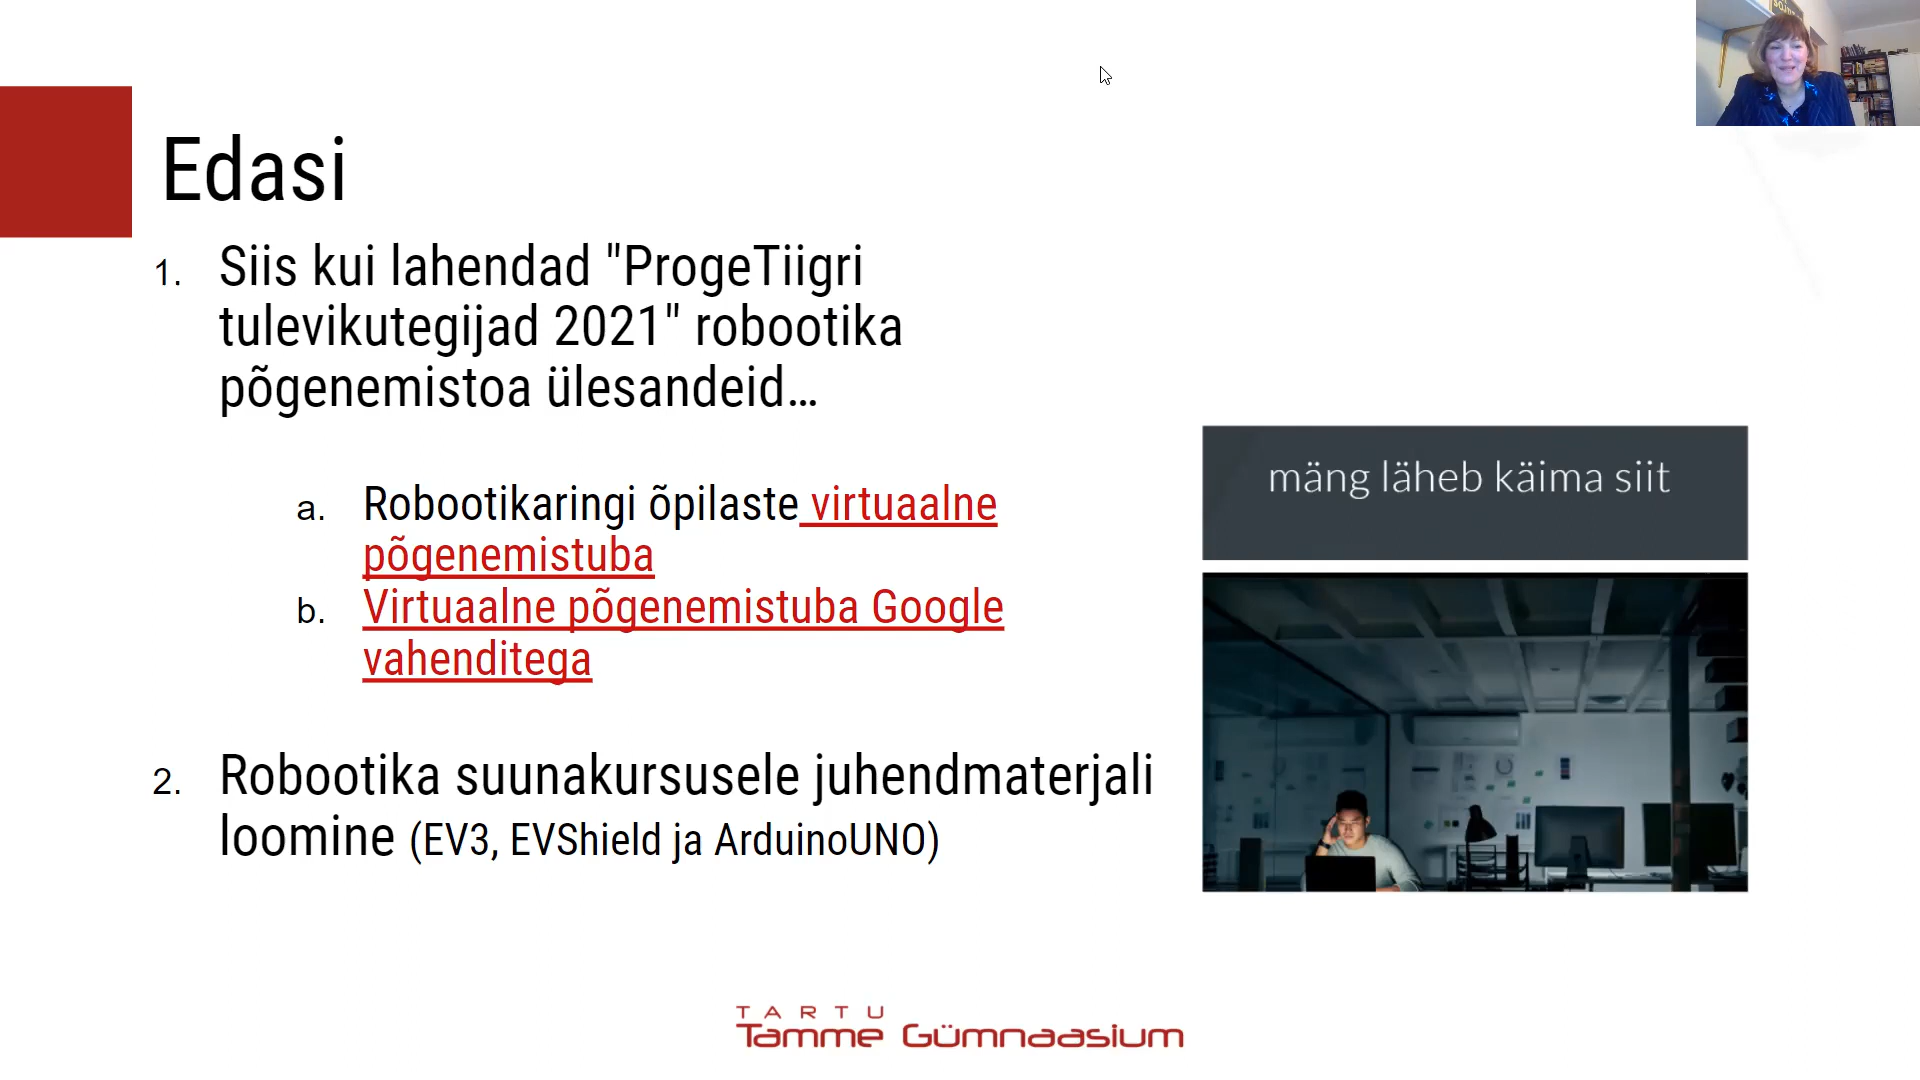 Edasi
1. Siis kui lahendad "ProgeTiigri
tulevikutegijad 2021" robootika
põgenemistoa ülesandeid...
a. Robootikaringi õpilaste virtuaalne
põgenemistuba
b. Virtuaalne põgenemistuba Google
vahenditega
2. Robootika suunakursusele juhendmaterjali
loomine (EV3, EVShield ja ArduinoUNO)
mäng läheb käima siit
TARTU
Tamme Gümnaasium